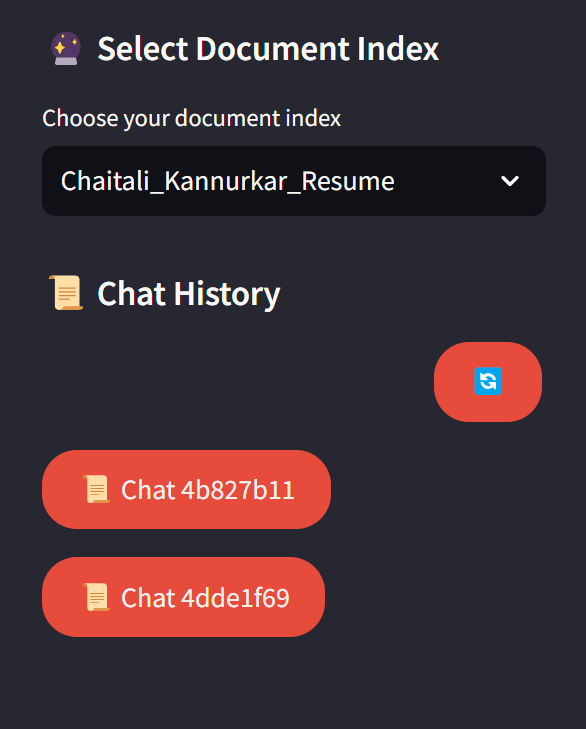 Select Document Index
Choose your document index
Chaitali_Kannurkar_Resume
Chat History
Chat 4b827b11
Chat 4dde1f69